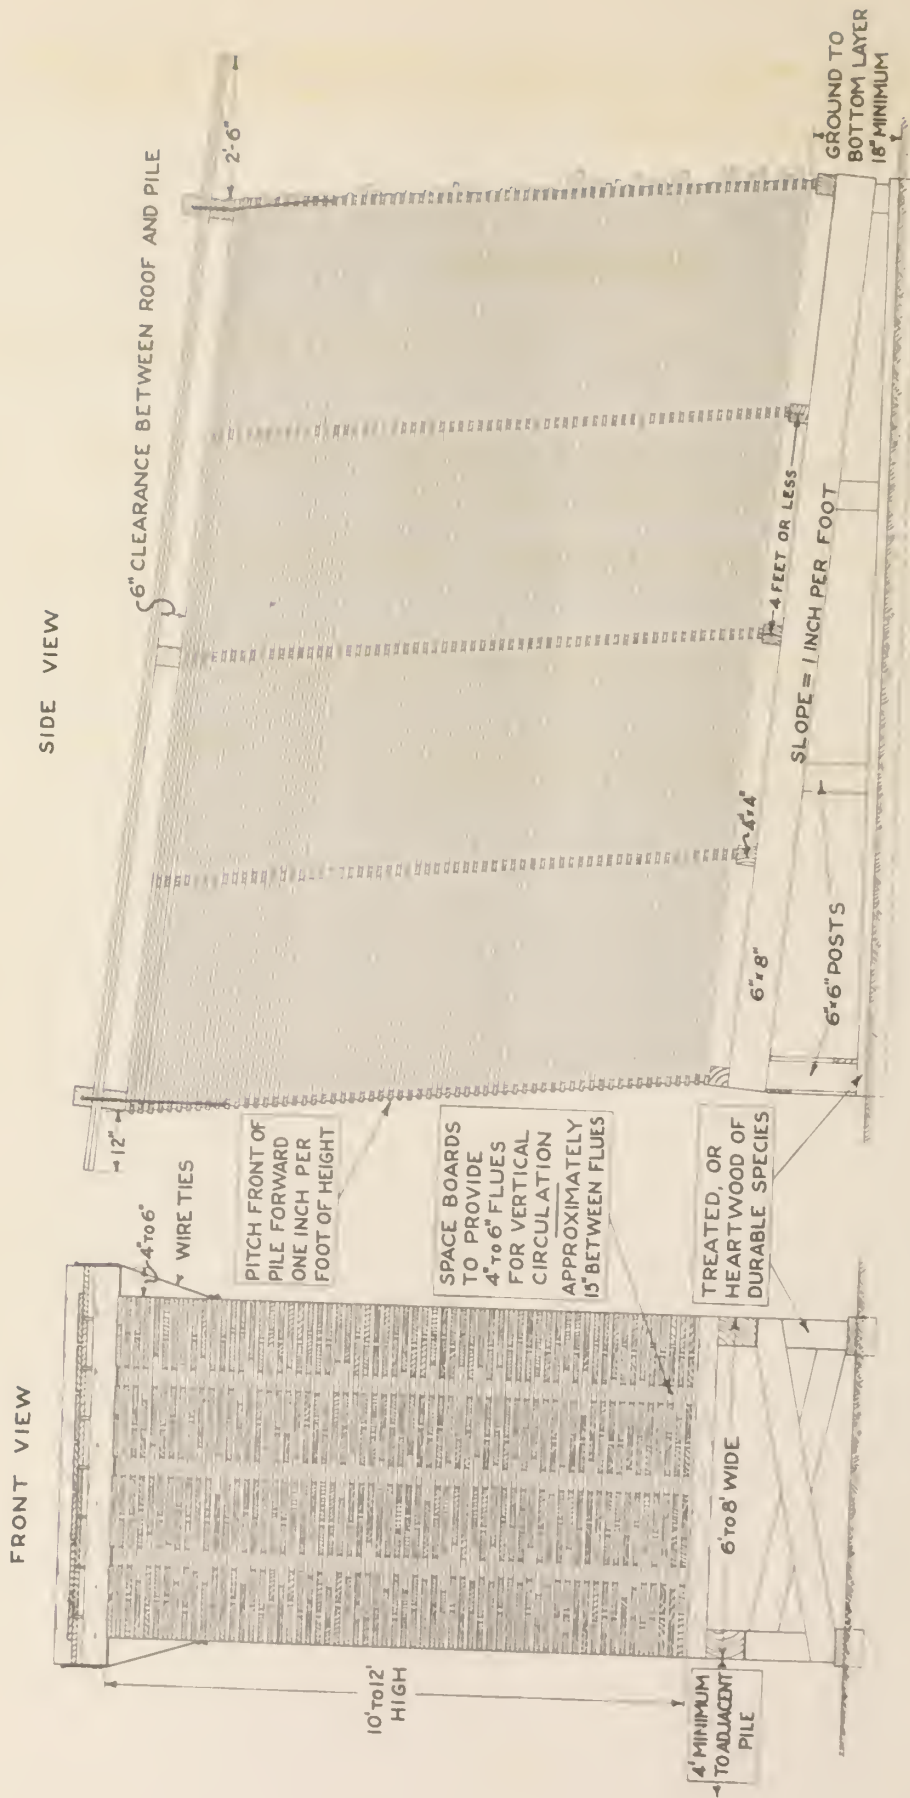 FRONT VIEW
SIDE VIEW
4" TO 6"
WIRE TIES
10' TO 12'
HIGH
6 TO 8' WIDE
4' MINIMUM
TO ADJACENT
PILE
12"
PITCH FRONT OF
PILE FORWARD
ONE INCH PER
FOOT OF HEIGHT
SPACE BOARDS
TO PROVIDE
4" TO 6" FLUES
FOR VERTICAL
CIRCULATION
APPROXIMATELY
15" BETWEEN FLUES
TREATED, OR
HEARTWOOD OF
DURABLE SPECIES
6" CLEARANCE BETWEEN ROOF AND PILE
2'-6"
4"x4"
4 FEET OR LESS
6"x8"
SLOPE = 1 INCH PER FOOT
6"x6" POSTS
GROUND TO
BOTTOM LAYER
18" MINIMUM